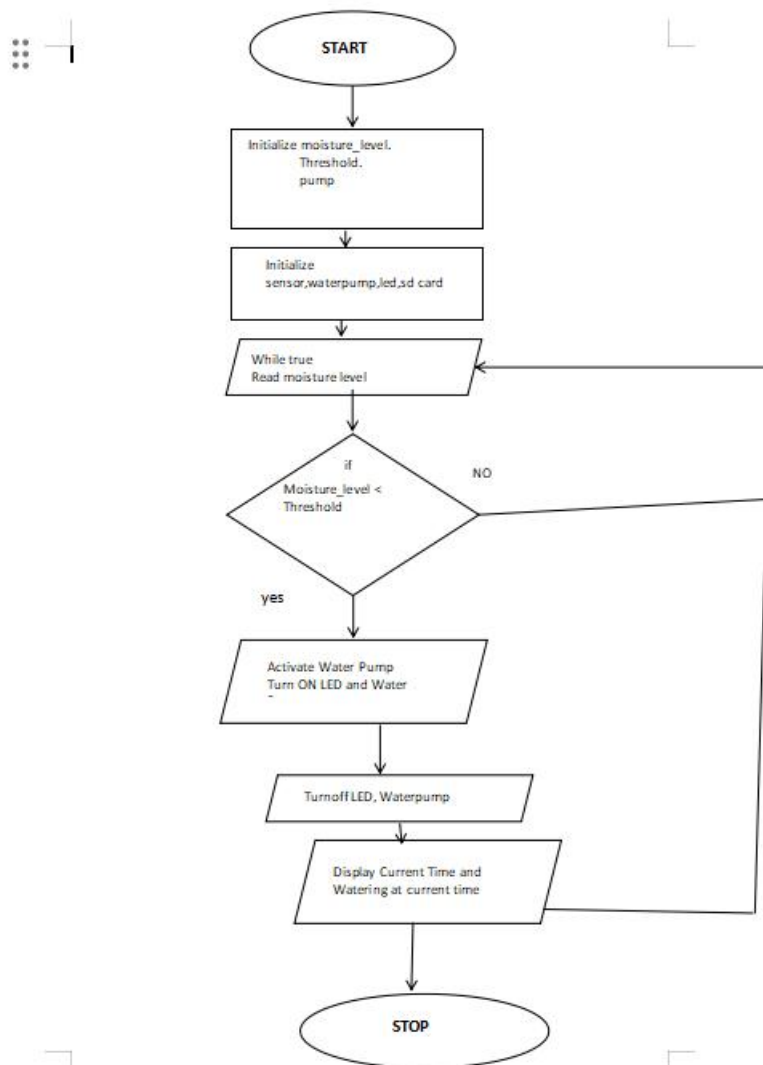 START
Initialize moisture_level.
Threshold.
pump
Initialize
sensor,waterpump,led,sd card
While true
Read moisture level
if
Moisture_level <
Threshold
NO
yes
Activate Water Pump
Turn ON LED and Water
Turnoff LED, Waterpump
Display Current Time and
Watering at current time
STOP